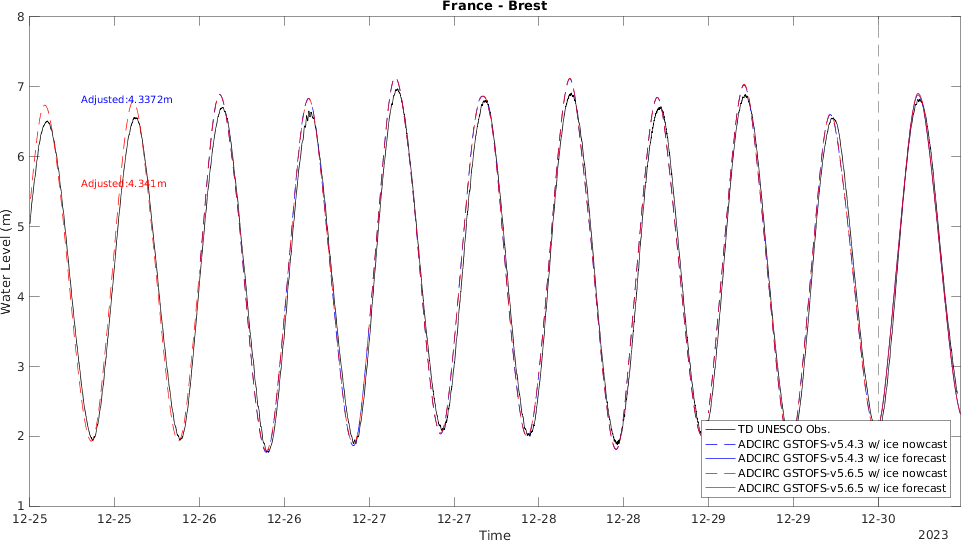 France - Brest
8
7
6
5
4
3
2
1
Water Level (m)
Adjusted:4.3372m
Adjusted:4.341m
TD UNESCO Obs.
ADCIRC GSTOFS-v5.4.3 w/ ice nowcast
ADCIRC GSTOFS-v5.4.3 w/ ice forecast
ADCIRC GSTOFS-v5.6.5 w/ ice nowcast
ADCIRC GSTOFS-v5.6.5 w/ ice forecast
12-25 12-25 12-26 12-26 12-27 12-27 12-28 12-28 12-29 12-29 12-30
Time
2023